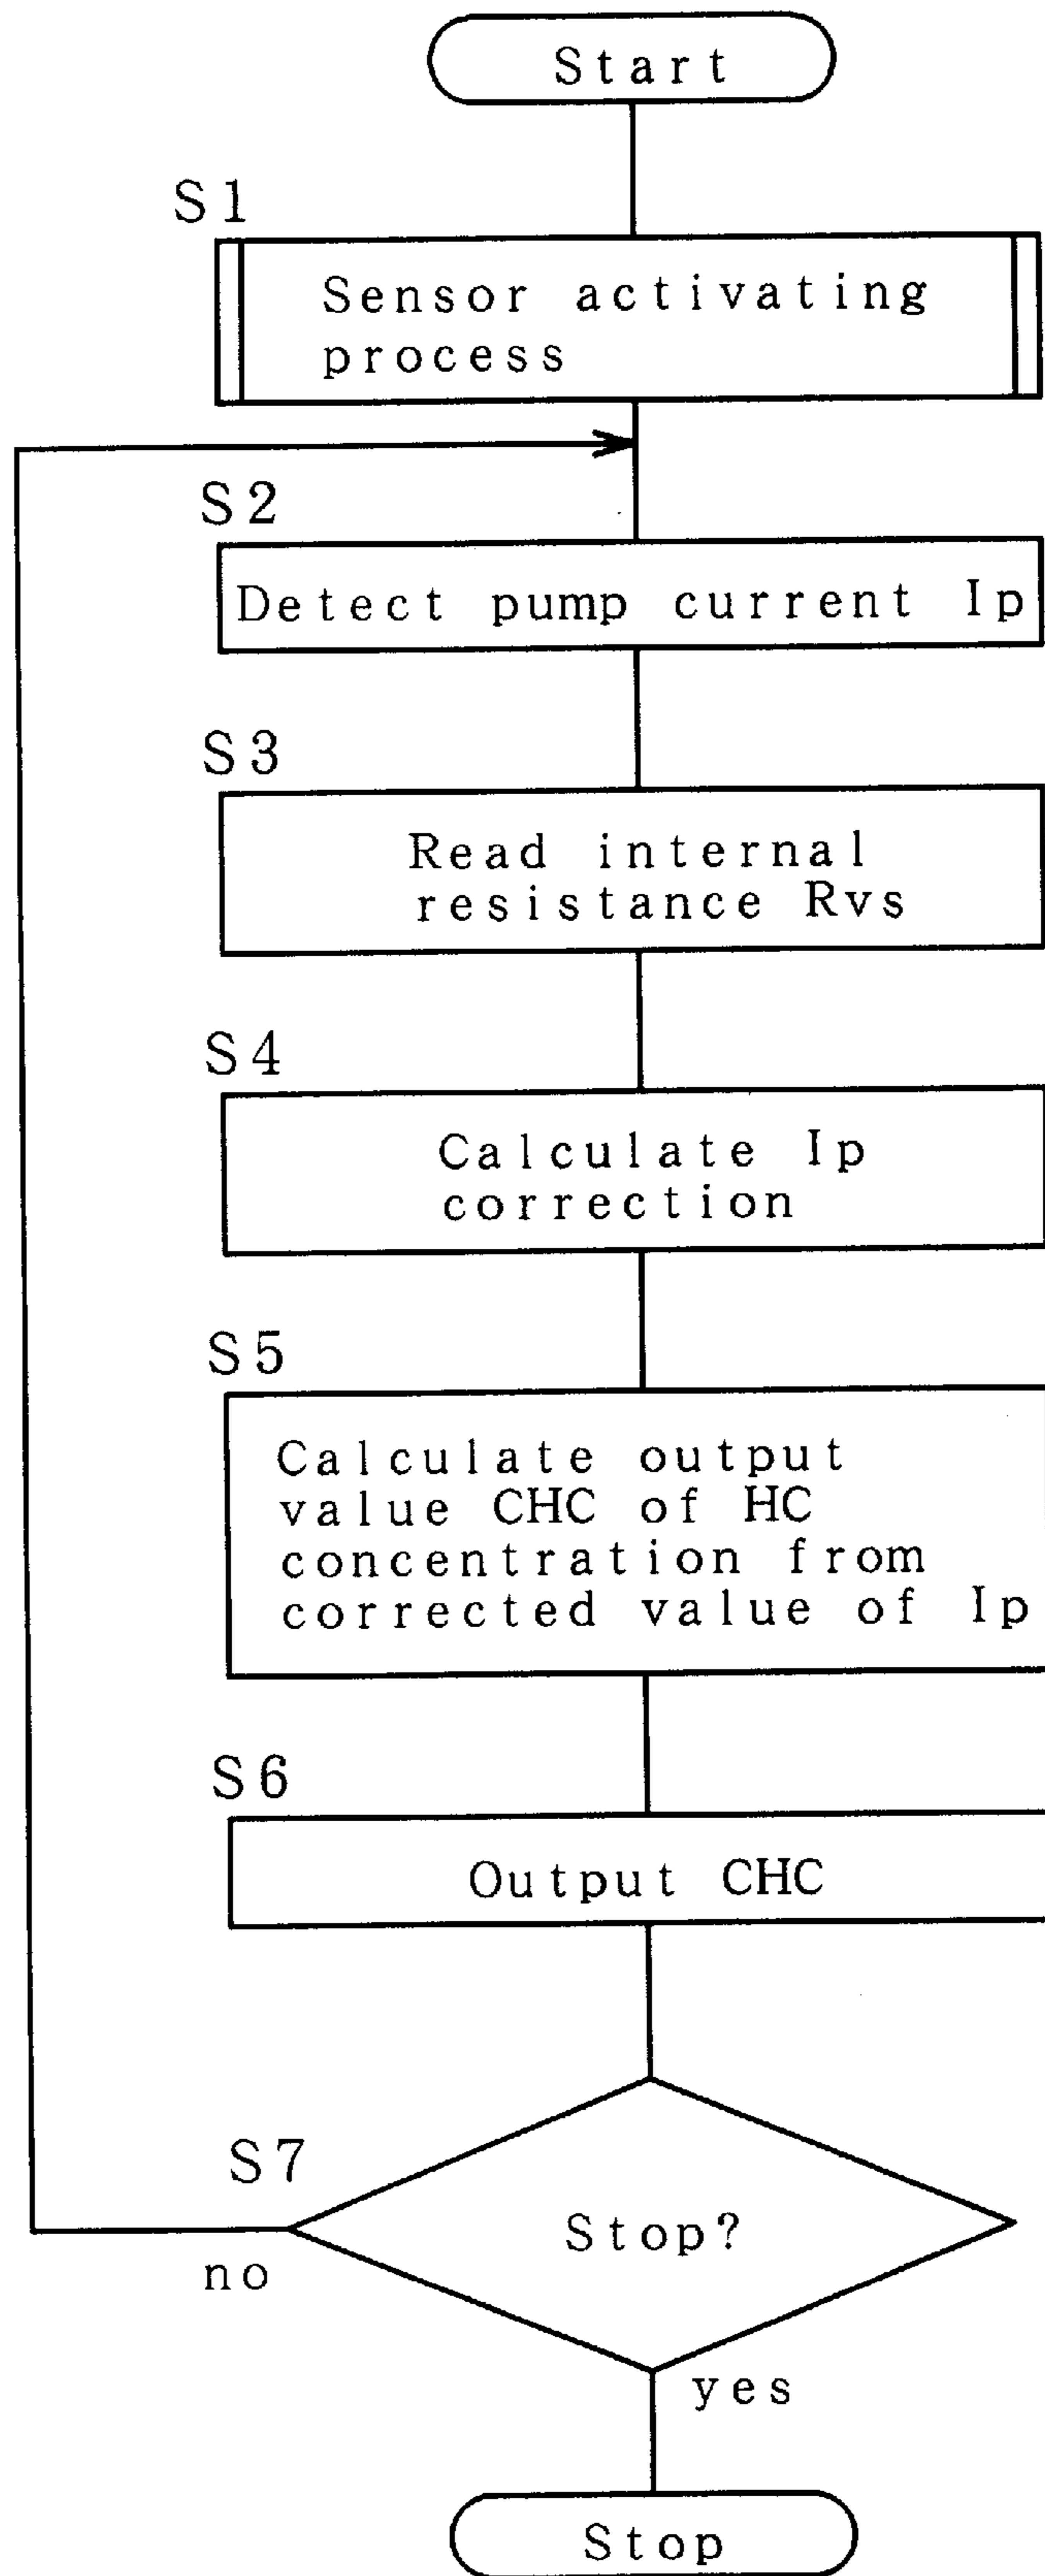 Start
S1
Sensor activating
process
S2
Detect pump current Ip
S3
Read internal
resistance Rvs
S4
Calculate Ip
correction
S5
Calculate output
value CHC of HC
concentration from
corrected value of Ip
S6
Output CHC
S7
Stop?
no
yes
Stop